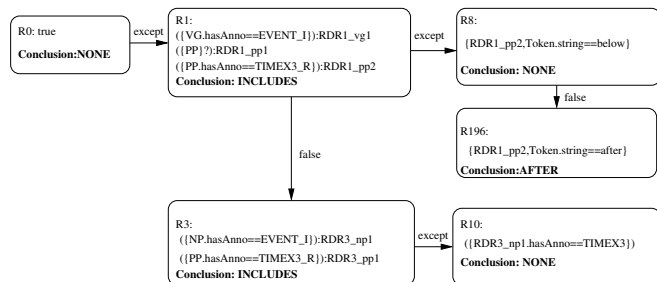 R0: true
Conclusion:NONE
except
R1:
({VG.hasAnno==EVENT_I}):RDR1_vg1
({PP}?):RDR1_pp1
({PP.hasAnno==TIMEX3_R}):RDR1_pp2
Conclusion: INCLUDES
except
R8:
{RDR1_pp2,Token.string==below}
Conclusion: NONE
false
R196:
{RDR1_pp2,Token.string==after}
Conclusion:AFTER
false
R3:
({NP.hasAnno==EVENT_I}):RDR3_np1
({PP.hasAnno==TIMEX3_R}):RDR3_pp1
Conclusion: INCLUDES
except
R10:
({RDR3_np1.hasAnno==TIMEX3})
Conclusion: NONE